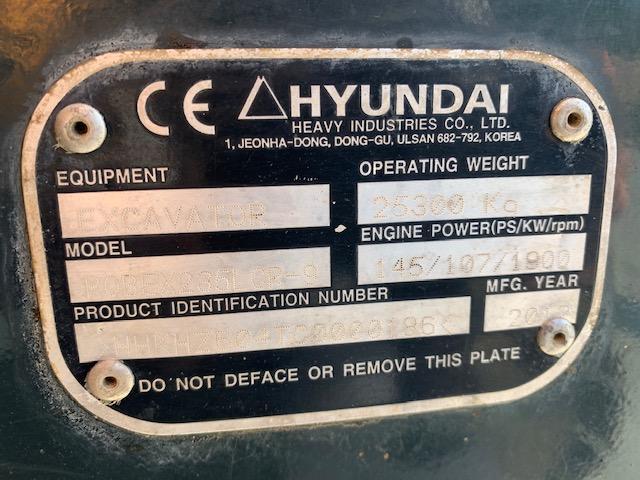 CE HYUNDAI
HEAVY INDUSTRIES CO., LTD.
1, JEONHA-DONG, DONG-GU, ULSAN 682-792, KOREA
EQUIPMENT
EXCAVATOR
OPERATING WEIGHT
25300 Kg
MODEL
235LCR-9
ENGINE POWER(PS/KW/rpm)
145/107/1900
PRODUCT IDENTIFICATION NUMBER
MFG. YEAR
DO NOT DEFACE OR REMOVE THIS PLATE